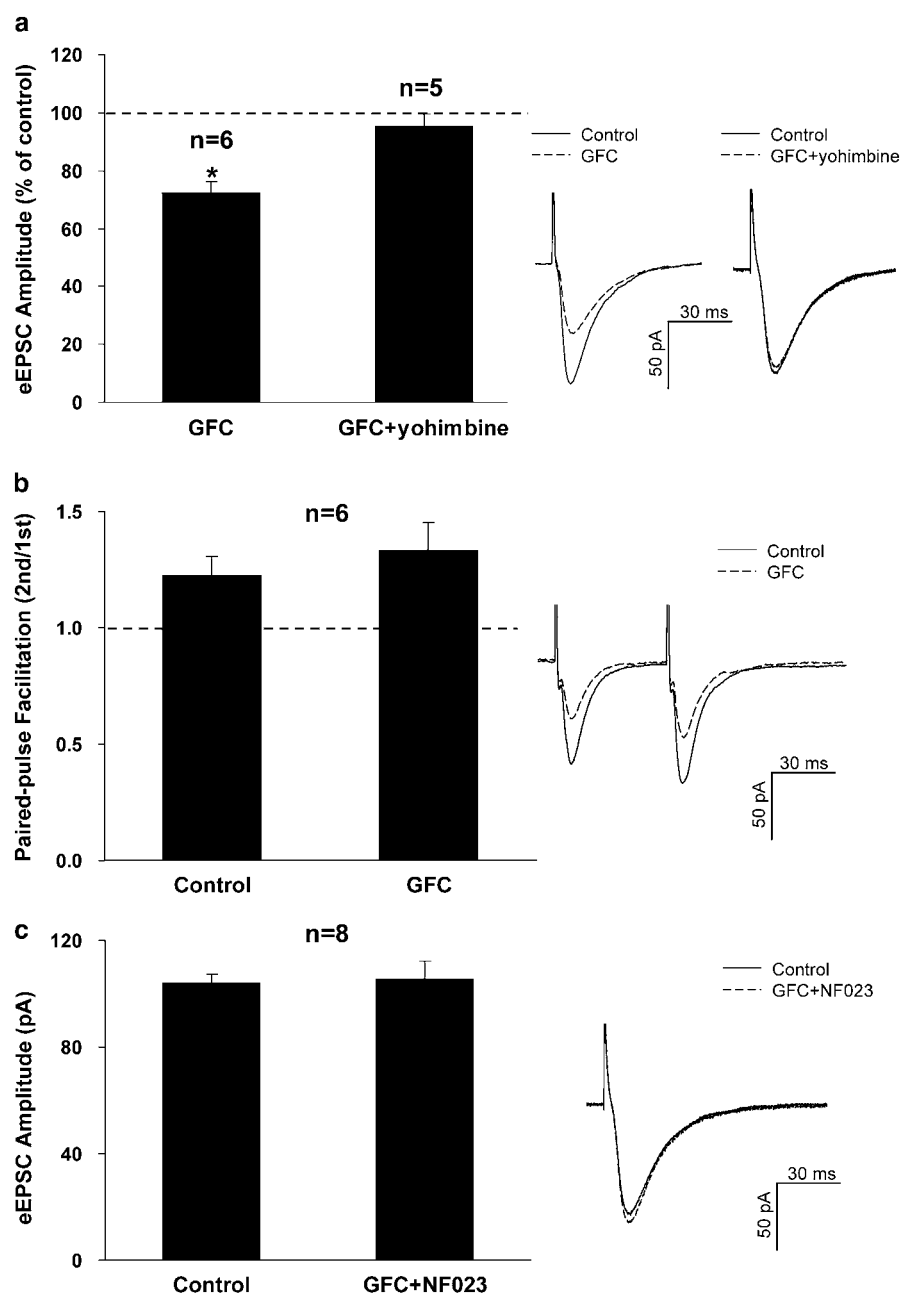 a
eEPSC Amplitude (% of control)
120
100
80
60
40
20
0
n=6
*
n=5
GFC
GFC+yohimbine
Control
GFC
Control
GFC+yohimbine
30 ms
50 pA
b
Paired-pulse Facilitation (2nd/1st)
1.5
1.0
0.5
0.0
n=6
Control
GFC
Control
GFC
30 ms
50 pA
c
eEPSC Amplitude (pA)
120
80
40
0
n=8
Control
GFC+NF023
Control
GFC+NF023
30 ms
50 pA